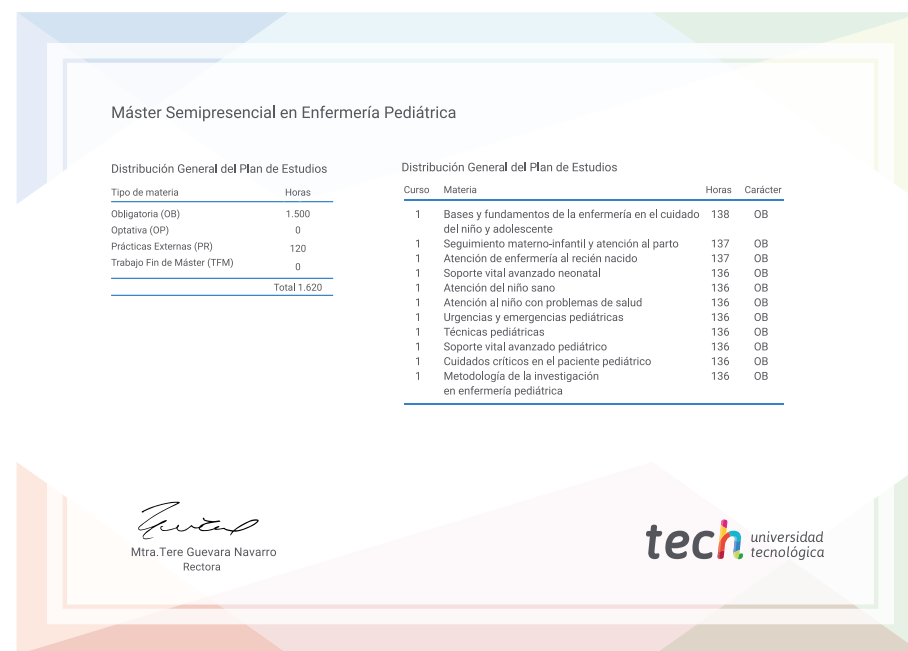 Máster Semipresencial en Enfermería Pediátrica
Distribución General del Plan de Estudios
Tipo de materia Horas
Obligatoria (OB) 1.500
Optativa (OP) 0
Prácticas Externas (PR) 120
Trabajo Fin de Máster (TFM) 0
Total 1.620
Distribución General del Plan de Estudios
Curso Materia Horas Carácter
1 Bases y fundamentos de la enfermería en el cuidado 138 OB
del niño y adolescente
1 Seguimiento materno-infantil y atención al parto 137 OB
1 Atención de enfermería al recién nacido 137 OB
1 Soporte vital avanzado neonatal 136 OB
1 Atención del niño sano 136 OB
1 Atención al niño con problemas de salud 136 OB
1 Urgencias y emergencias pediátricas 136 OB
1 Técnicas pediátricas 136 OB
1 Soporte vital avanzado pediátrico 136 OB
1 Cuidados críticos en el paciente pediátrico 136 OB
1 Metodología de la investigación 136 OB
en enfermería pediátrica
Mtra.Tere Guevara Navarro
Rectora
tech universidad
tecnológica